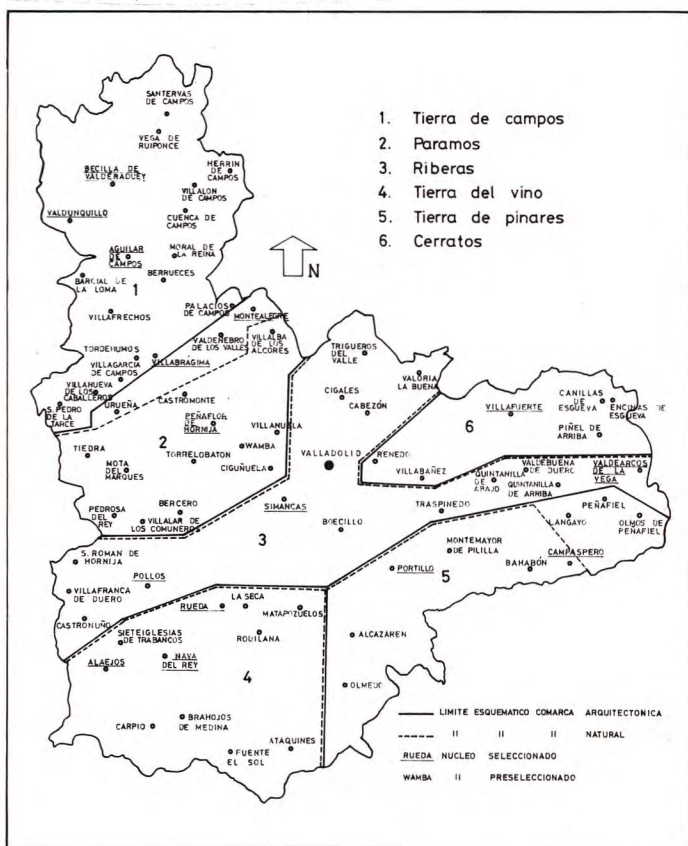 SANTERVAS
DE CAMPOS
VEGA DE
RUIPONCE
BECILLA DE
VALDERADUEY
HERRIN DE
CAMPOS
VILLALON
DE CAMPOS
CUENCA DE
CAMPOS
VALDUNQUILLO
AGUILAR
DE CAMPOS
MORAL DE
LA REINA
BARCIAL DE
LA LOMA
BERRUECES
1
VILLAFRECHOS
1. Tierra de campos
2. Paramos
3. Riberas
4. Tierra del vino
5. Tierra de pinares
6. Cerratos
N
PALACIOS
DE CAMPOS
MONTEALEGRE
VALDENEBRO
DE LOS VALLES
VILLALBA
DE LOS
ALCORES
TORDEHUMOS
VILLAGARCIA
DE CAMPOS
VILLABRAGIMA
VILLANUEVA
DE LOS
CABALLEROS
S. PEDRO
DE LA
TARCE
URUEÑA
CASTROMONTE
PEÑAFLOR
DE
HORNIJA
VILLANUBLA
2
WAMBA
TIEDRA
MOTA
DEL
MARQUES
TORRELOBATON
CIGUÑUELA
PEDROSA
DEL
REY
BERCERO
VILLALAR DE
LOS COMUNEROS
TRIGUEROS
DEL
VALLE
VALORIA
LA BUENA
CIGALES
CABEZÓN
VALLADOLID
RENEDO
VILLABAÑEZ
6
VILLAFUERTE
CANILLAS
DE
ESGUEVA
ENCINAS DE
ESGUEVA
PIÑEL DE
ARRIBA
VALDEBUENA
DE DUERO
VALDEARCOS
DE LA
VEGA
QUINTANILLA
DE
ABAJO
QUINTANILLA
DE ARRIBA
PEÑAFIEL
SIMANCAS
TRASPINEDO
LANGAYO
OLMOS DE
PEÑAFIEL
BOECILLO
3
MONTEMAYOR
DE PILILLA
CAMPASPERO
PORTILLO
5
BAHABÓN
S. ROMAN DE
HORNIJA
POLLOS
VILLAFRANCA
DE DUERO
CASTRONUÑO
RUEDA
LA SECA
MATAPOZUELOS
SIETEIGLESIAS
DE TRABANCOS
ALCAZAREN
ALAEJOS
NAVA
DEL REY
4
OLMEDO
CARPIO
BRAHOJOS
DE MEDINA
ATAQUINES
FUENTE
EL SOL
LIMITE ESQUEMATICO COMARCA ARQUITECTONICA
" " " NATURAL
RUEDA NUCLEO SELECCIONADO
WAMBA " PRESELECCIONADO